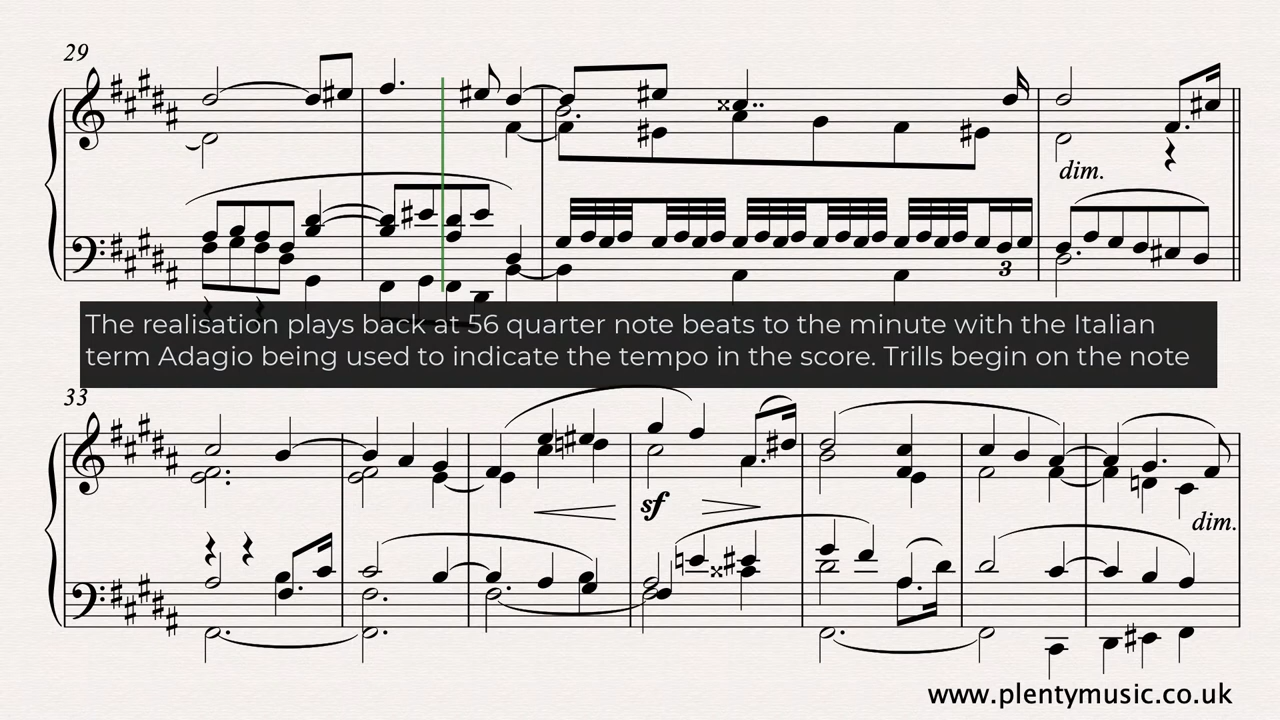 29
3
dim.
The realisation plays back at 56 quarter note beats to the minute with the Italian
term Adagio being used to indicate the tempo in the score. Trills begin on the note
33
sf
dim.
www.plentymusic.co.uk